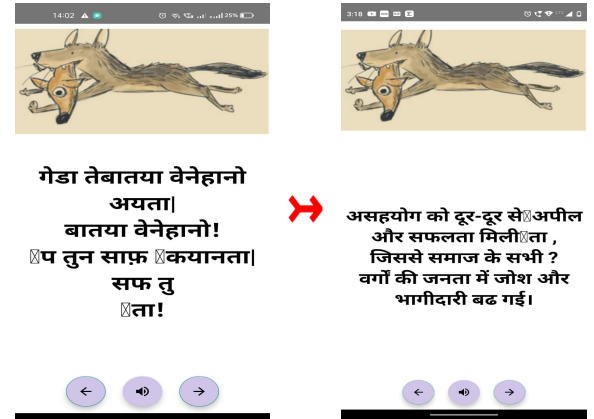 14:02
25%
गेडा तेबातया वेनेहानो
अयता|
बातया वेनेहानो!
▯प तुन साफ़ ▯कयानता|
सफ तु
▯ता!
3:18
असहयोग को दूर-दूर से▯अपील
और सफलता मिली▯ता ,
जिससे समाज के सभी ?
वर्गों की जनता में जोश और
भागीदारी बढ गई।